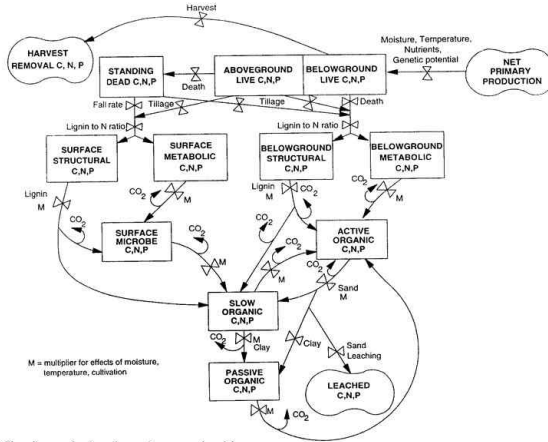 Harvest
HARVEST
REMOVAL C, N, P
Moisture, Temperature,
Nutrients,
Genetic potential
STANDING
DEAD C,N,P
ABOVEGROUND
LIVE C,N,P
BELOWGROUND
LIVE C,N,P
NET
PRIMARY
PRODUCTION
Death
Fall rate
Tillage
Tillage
Death
Lignin to N ratio
Lignin to N ratio
SURFACE
STRUCTURAL
C,N,P
SURFACE
METABOLIC
C,N,P
BELOWGROUND
STRUCTURAL
C,N,P
BELOWGROUND
METABOLIC
C,N,P
Lignin
M
CO2
M
Lignin
M
CO2
CO2
M
CO2
SURFACE
MICROBE
C,N,P
CO2
ACTIVE
ORGANIC
C,N,P
M
CO2
M
CO2
Sand
M
SLOW
ORGANIC
C,N,P
CO2
M
Clay
Clay
Sand
Leaching
M = multiplier for effects of moisture,
temperature, cultivation
PASSIVE
ORGANIC
C,N,P
LEACHED
C,N,P
M
CO2